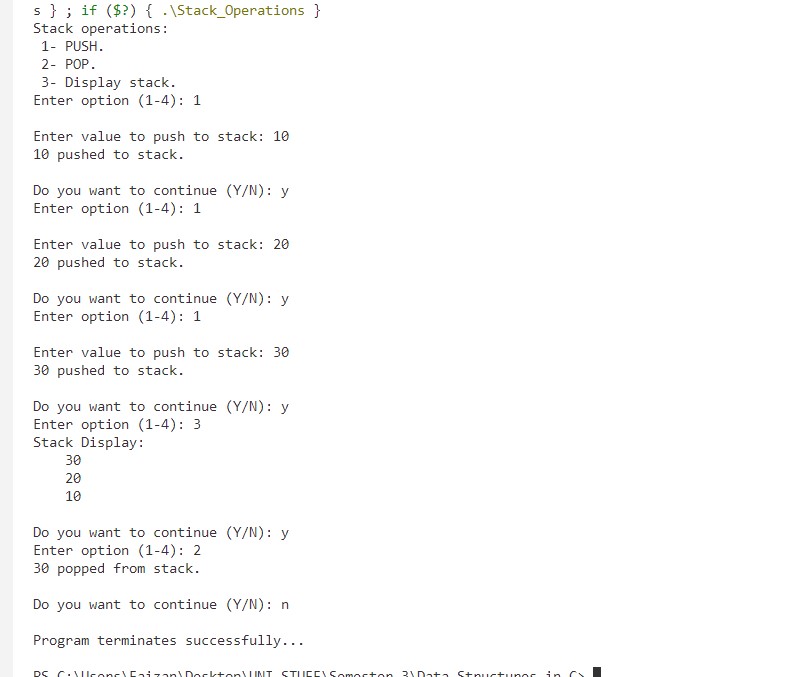 s } ; if ($?) { .\Stack_Operations }
Stack operations:
1- PUSH.
2- POP.
3- Display stack.
Enter option (1-4): 1
Enter value to push to stack: 10
10 pushed to stack.
Do you want to continue (Y/N): y
Enter option (1-4): 1
Enter value to push to stack: 20
20 pushed to stack.
Do you want to continue (Y/N): y
Enter option (1-4): 1
Enter value to push to stack: 30
30 pushed to stack.
Do you want to continue (Y/N): y
Enter option (1-4): 3
Stack Display:
30
20
10
Do you want to continue (Y/N): y
Enter option (1-4): 2
30 popped from stack.
Do you want to continue (Y/N): n
Program terminates successfully...
PS C:\Users\Faizan\Desktop\UNI STUFF\Semester 3\Data Structures in C>